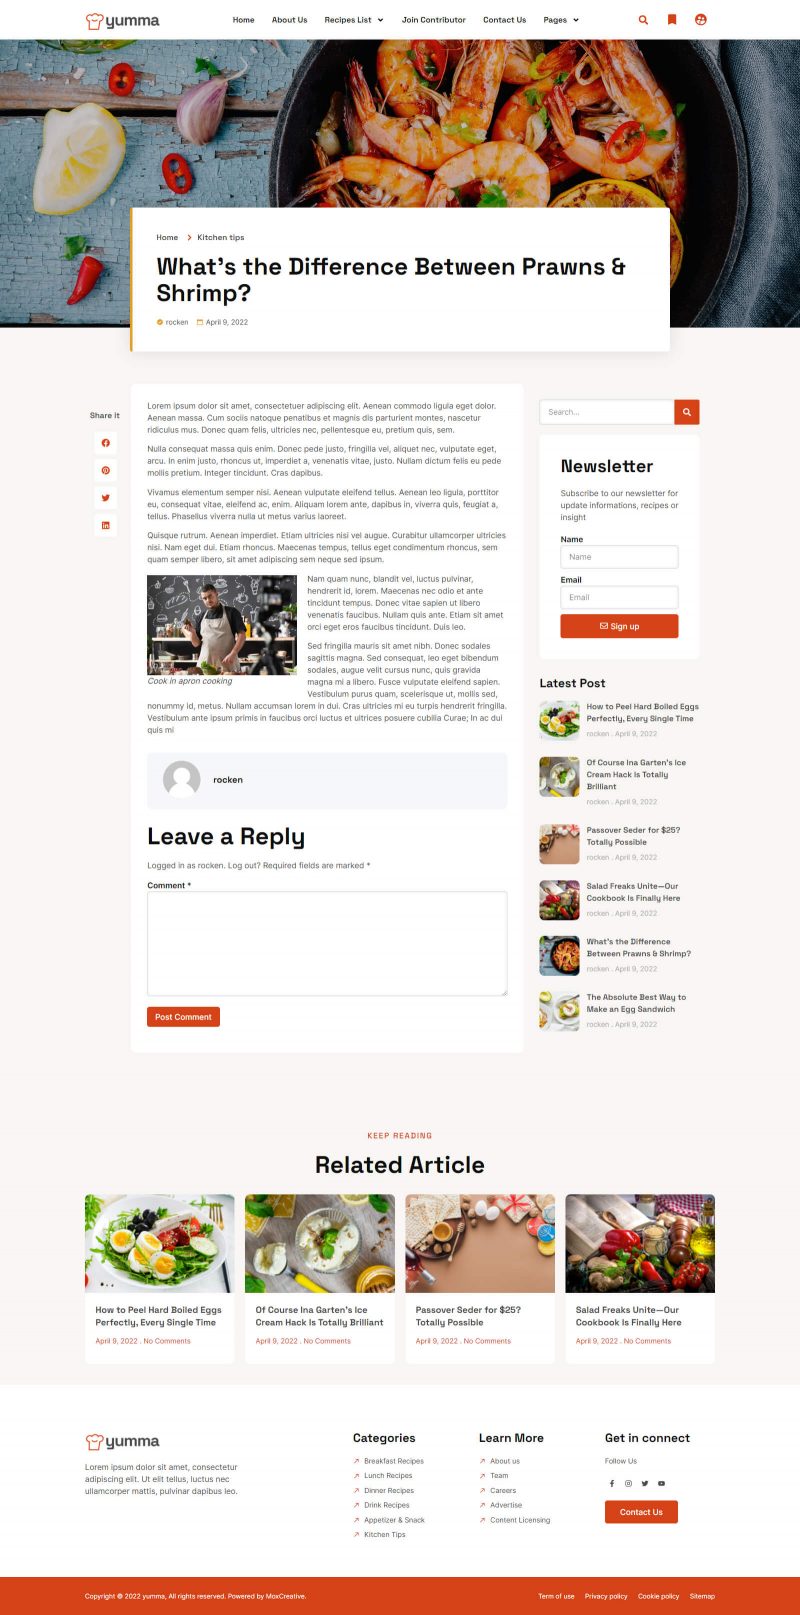 yumma
Home About Us Recipes List Join Contributor Contact Us Pages
Home Kitchen tips
What's the Difference Between Prawns &
Shrimp?
rocken April 9, 2022
Share it
Lorem ipsum dolor sit amet, consectetuer adipiscing elit. Aenean commodo ligula eget dolor.
Aenean massa. Cum sociis natoque penatibus et magnis dis parturient montes, nascetur
ridiculus mus. Donec quam felis, ultricies nec, pellentesque eu, pretium quis, sem.
Nulla consequat massa quis enim. Donec pede justo, fringilla vel, aliquet nec, vulputate eget,
arcu. In enim justo, rhoncus ut, imperdiet a, venenatis vitae, justo. Nullam dictum felis eu pede
mollis pretium. Integer tincidunt. Cras dapibus.
Vivamus elementum semper nisi. Aenean vulputate eleifend tellus. Aenean leo ligula, porttitor
eu, consequat vitae, eleifend ac, enim. Aliquam lorem ante, dapibus in, viverra quis, feugiat a,
tellus. Phasellus viverra nulla ut metus varius laoreet.
Quisque rutrum. Aenean imperdiet. Etiam ultricies nisi vel augue. Curabitur ullamcorper ultricies
nisi. Nam eget dui. Etiam rhoncus. Maecenas tempus, tellus eget condimentum rhoncus, sem
quam semper libero, sit amet adipiscing sem neque sed ipsum.
Nam quam nunc, blandit vel, luctus pulvinar,
hendrerit id, lorem. Maecenas nec odio et ante
tincidunt tempus. Donec vitae sapien ut libero
venenatis faucibus. Nullam quis ante. Etiam sit amet
orci eget eros faucibus tincidunt. Duis leo.
Sed fringilla mauris sit amet nibh. Donec sodales
sagittis magna. Sed consequat, leo eget bibendum
sodales, augue velit cursus nunc, quis gravida
magna mi a libero. Fusce vulputate eleifend sapien.
Vestibulum purus quam, scelerisque ut, mollis sed,
nonummy id, metus. Nullam accumsan lorem in dui. Cras ultricies mi eu turpis hendrerit fringilla.
Vestibulum ante ipsum primis in faucibus orci luctus et ultrices posuere cubilia Curae; In ac dui
quis mi
Cook in apron cooking
rocken
Leave a Reply
Logged in as rocken. Log out? Required fields are marked *
Comment *
Post Comment
Search...
Newsletter
Subscribe to our newsletter for
update informations, recipes or
insight
Name
Name
Email
Email
Sign up
Latest Post
How to Peel Hard Boiled Eggs
Perfectly, Every Single Time
rocken . April 9, 2022
Of Course Ina Garten's Ice
Cream Hack Is Totally
Brilliant
rocken . April 9, 2022
Passover Seder for $25?
Totally Possible
rocken . April 9, 2022
Salad Freaks Unite—Our
Cookbook Is Finally Here
rocken . April 9, 2022
What's the Difference
Between Prawns & Shrimp?
rocken . April 9, 2022
The Absolute Best Way to
Make an Egg Sandwich
rocken . April 9, 2022
KEEP READING
Related Article
How to Peel Hard Boiled Eggs
Perfectly, Every Single Time
April 9, 2022 . No Comments
Of Course Ina Garten's Ice
Cream Hack Is Totally Brilliant
April 9, 2022 . No Comments
Passover Seder for $25?
Totally Possible
April 9, 2022 . No Comments
Salad Freaks Unite—Our
Cookbook Is Finally Here
April 9, 2022 . No Comments
yumma
Lorem ipsum dolor sit amet, consectetur
adipiscing elit. Ut elit tellus, luctus nec
ullamcorper mattis, pulvinar dapibus leo.
Categories
Breakfast Recipes
Lunch Recipes
Dinner Recipes
Drink Recipes
Appetizer & Snack
Kitchen Tips
Learn More
About us
Team
Careers
Advertise
Content Licensing
Get in connect
Follow Us
Contact Us
Copyright © 2022 yumma, All rights reserved. Powered by MoxCreative.
Term of use Privacy policy Cookie policy Sitemap